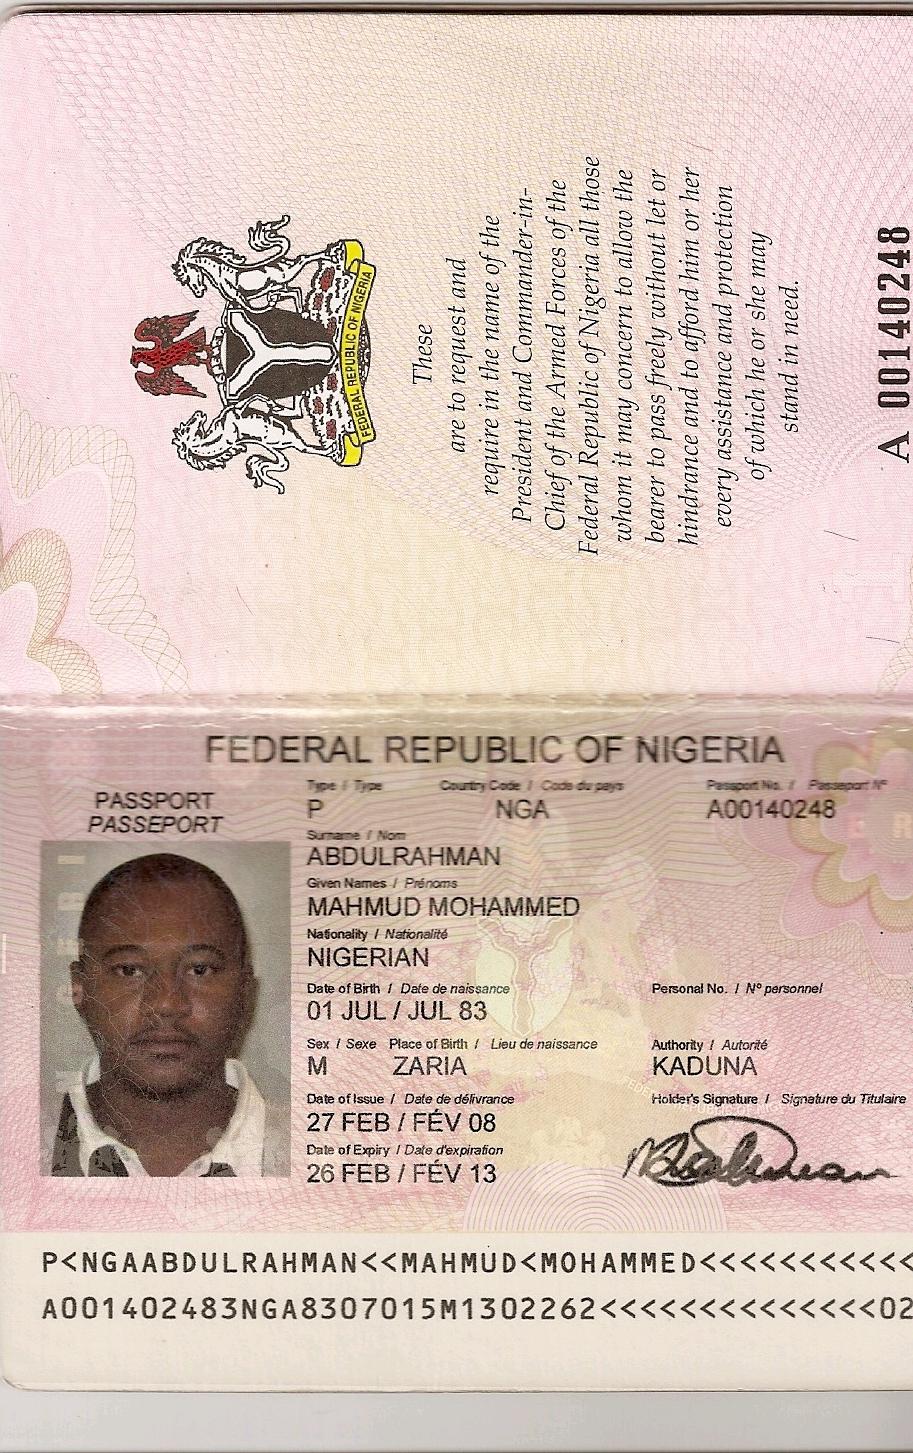 FEDERAL REPUBLIC OF NIGERIA
These
are to request and
require in the name of the
President and Commander-in-
Chief of the Armed Forces of the
Federal Republic of Nigeria all those
whom it may concern to allow the
bearer to pass freely without let or
hindrance and to afford him or her
every assistance and protection
of which he or she may
stand in need.
A 00140248
FEDERAL REPUBLIC OF NIGERIA
PASSPORT
PASSEPORT
Type / Type Country Code / Code du pays Passport No. / Passeport Nº
P NGA A00140248
Surname / Nom
ABDULRAHMAN
Given Names / Prénoms
MAHMUD MOHAMMED
Nationality / Nationalité
NIGERIAN
Date of Birth / Date de naissance Personal No. / Nº personnel
01 JUL / JUL 83
Sex / Sexe Place of Birth / Lieu de naissance Authority / Autorité
M ZARIA KADUNA
Date of Issue / Date de délivrance Holder's Signature / Signature du Titulaire
27 FEB / FÉV 08
Date of Expiry / Date d'expiration
26 FEB / FÉV 13
P<NGAABDULRAHMAN<<MAHMUD<MOHAMMED<<<<<<<<<<<
A001402483NGA8307015M1302262<<<<<<<<<<<<<<02